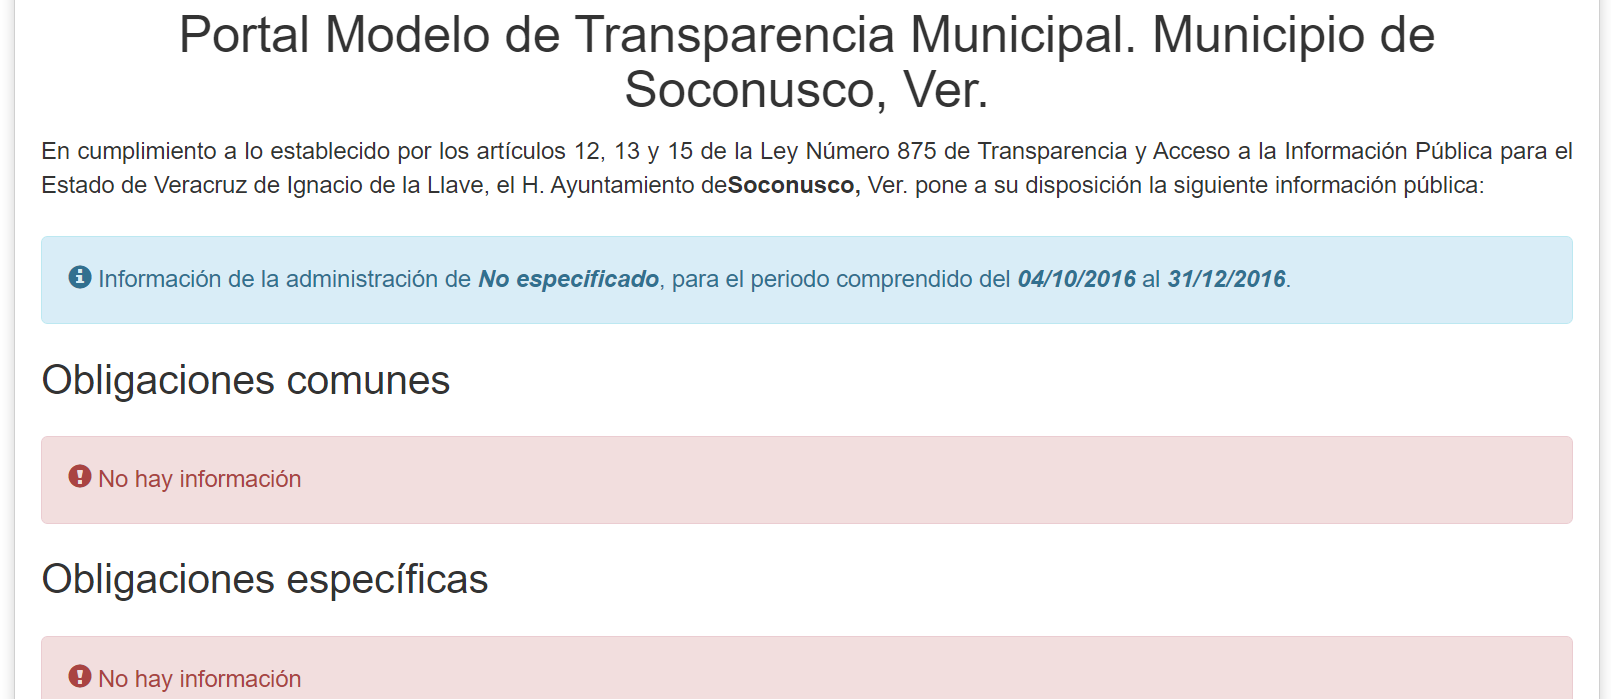 Portal Modelo de Transparencia Municipal. Municipio de
Soconusco, Ver.
En cumplimiento a lo establecido por los artículos 12, 13 y 15 de la Ley Número 875 de Transparencia y Acceso a la Información Pública para el
Estado de Veracruz de Ignacio de la Llave, el H. Ayuntamiento deSoconusco, Ver. pone a su disposición la siguiente información pública:
Información de la administración de No especificado, para el periodo comprendido del 04/10/2016 al 31/12/2016.
Obligaciones comunes
No hay información
Obligaciones específicas
No hay información